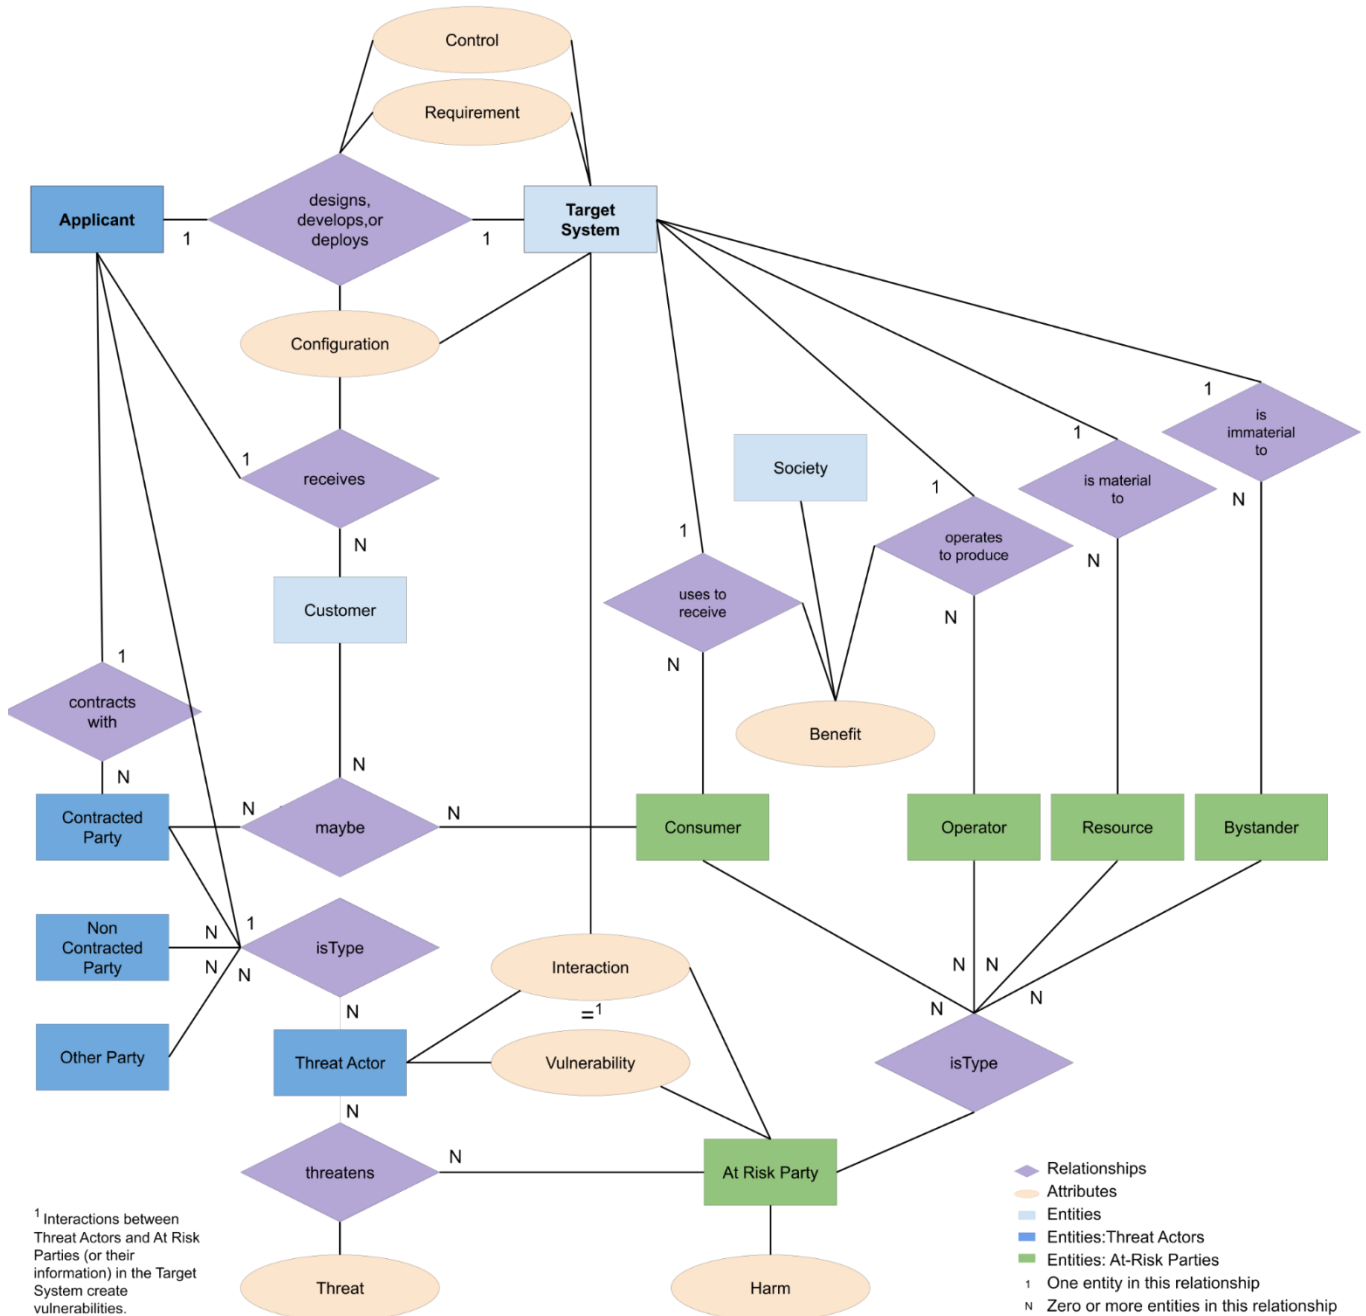 Control
Requirement
Applicant
designs,
develops,or
deploys
Target
System
1
1
Configuration
1
is
immaterial
to
1
receives
Society
1
is material
to
N
1
operates
to produce
N
1
N
Customer
uses to
receive
N
N
1
contracts
with
Benefit
N
N
Contracted
Party
N
maybe
N
Consumer
Operator
Resource
Bystander
Non
Contracted
Party
N
1
isType
N
N
Interaction
N
N
N
N
N
=1
Other Party
Threat Actor
Vulnerability
isType
N
threatens
N
At Risk Party
Relationships
Attributes
Entities
Entities:Threat Actors
Entities: At-Risk Parties
1 One entity in this relationship
N Zero or more entities in this relationship
1 Interactions between
Threat Actors and At Risk
Parties (or their
information) in the Target
System create
vulnerabilities.
Threat
Harm